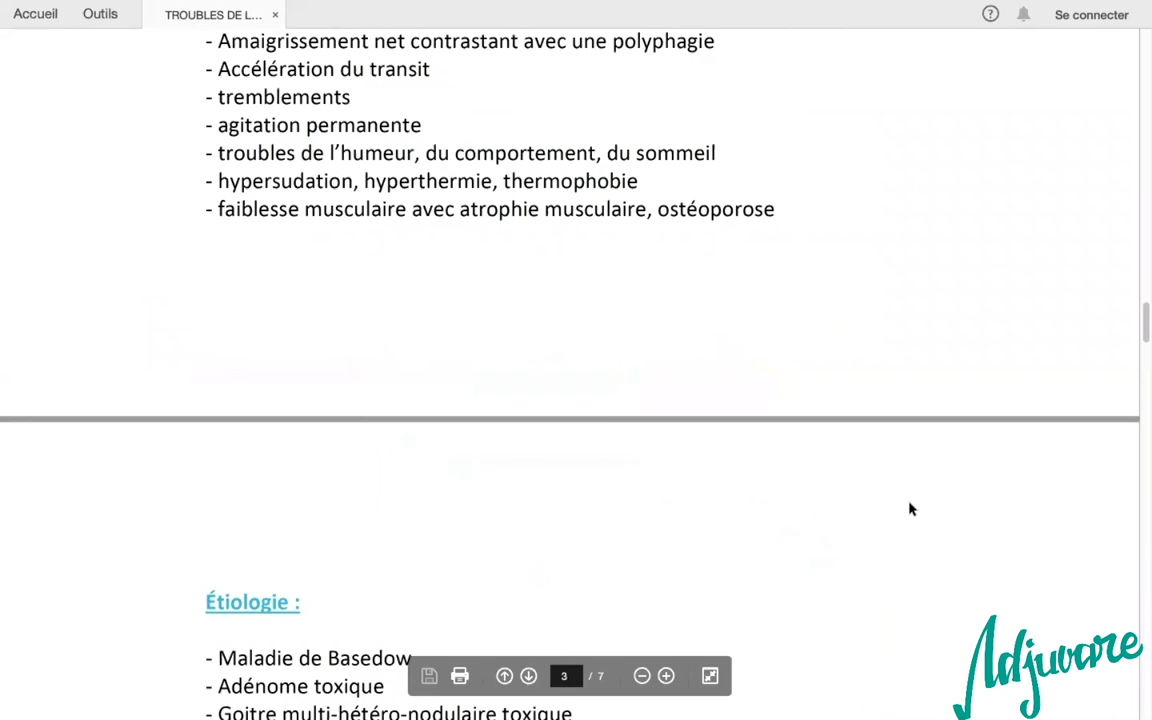 Accueil Outils TROUBLES DE L... × ? Se connecter
- Amaigrissement net contrastant avec une polyphagie
- Accélération du transit
- tremblements
- agitation permanente
- troubles de l’humeur, du comportement, du sommeil
- hypersudation, hyperthermie, thermophobie
- faiblesse musculaire avec atrophie musculaire, ostéoporose
Étiologie :
- Maladie de Basedow
- Adénome toxique
- Goitre multi-hétéro-nodulaire toxique
3 / 7
Adjuvare